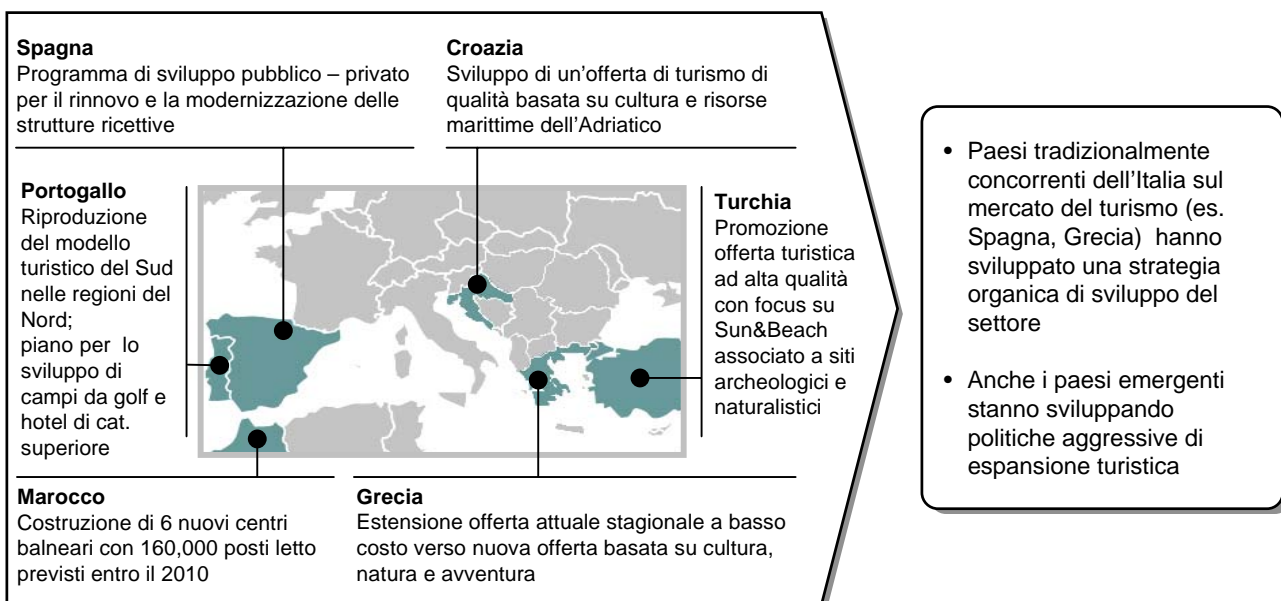 Spagna
Programma di sviluppo pubblico – privato
per il rinnovo e la modernizzazione delle
strutture ricettive
Croazia
Sviluppo di un'offerta di turismo di
qualità basata su cultura e risorse
marittime dell'Adriatico
Portogallo
Riproduzione
del modello
turistico del Sud
nelle regioni del
Nord;
piano per lo
sviluppo di
campi da golf e
hotel di cat.
superiore
Turchia
Promozione
offerta turistica
ad alta qualità
con focus su
Sun&Beach
associato a siti
archeologici e
naturalistici
Marocco
Costruzione di 6 nuovi centri
balneari con 160,000 posti letto
previsti entro il 2010
Grecia
Estensione offerta attuale stagionale a basso
costo verso nuova offerta basata su cultura,
natura e avventura
• Paesi tradizionalmente
concorrenti dell'Italia sul
mercato del turismo (es.
Spagna, Grecia) hanno
sviluppato una strategia
organica di sviluppo del
settore
• Anche i paesi emergenti
stanno sviluppando
politiche aggressive di
espansione turistica